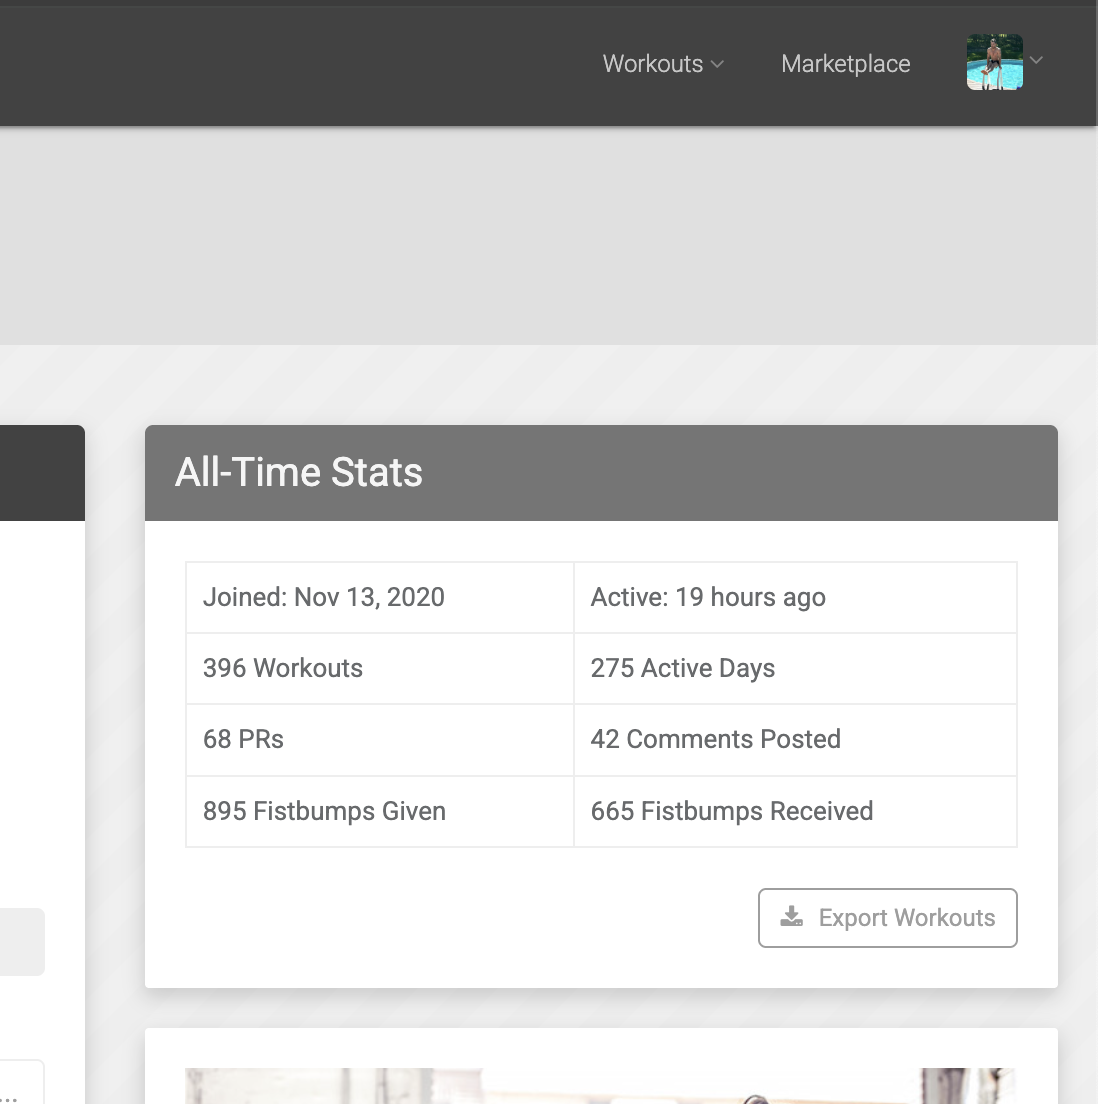 Workouts
Marketplace
All-Time Stats
Joined: Nov 13, 2020
Active: 19 hours ago
396 Workouts
275 Active Days
68 PRs
42 Comments Posted
895 Fistbumps Given
665 Fistbumps Received
Export Workouts
...